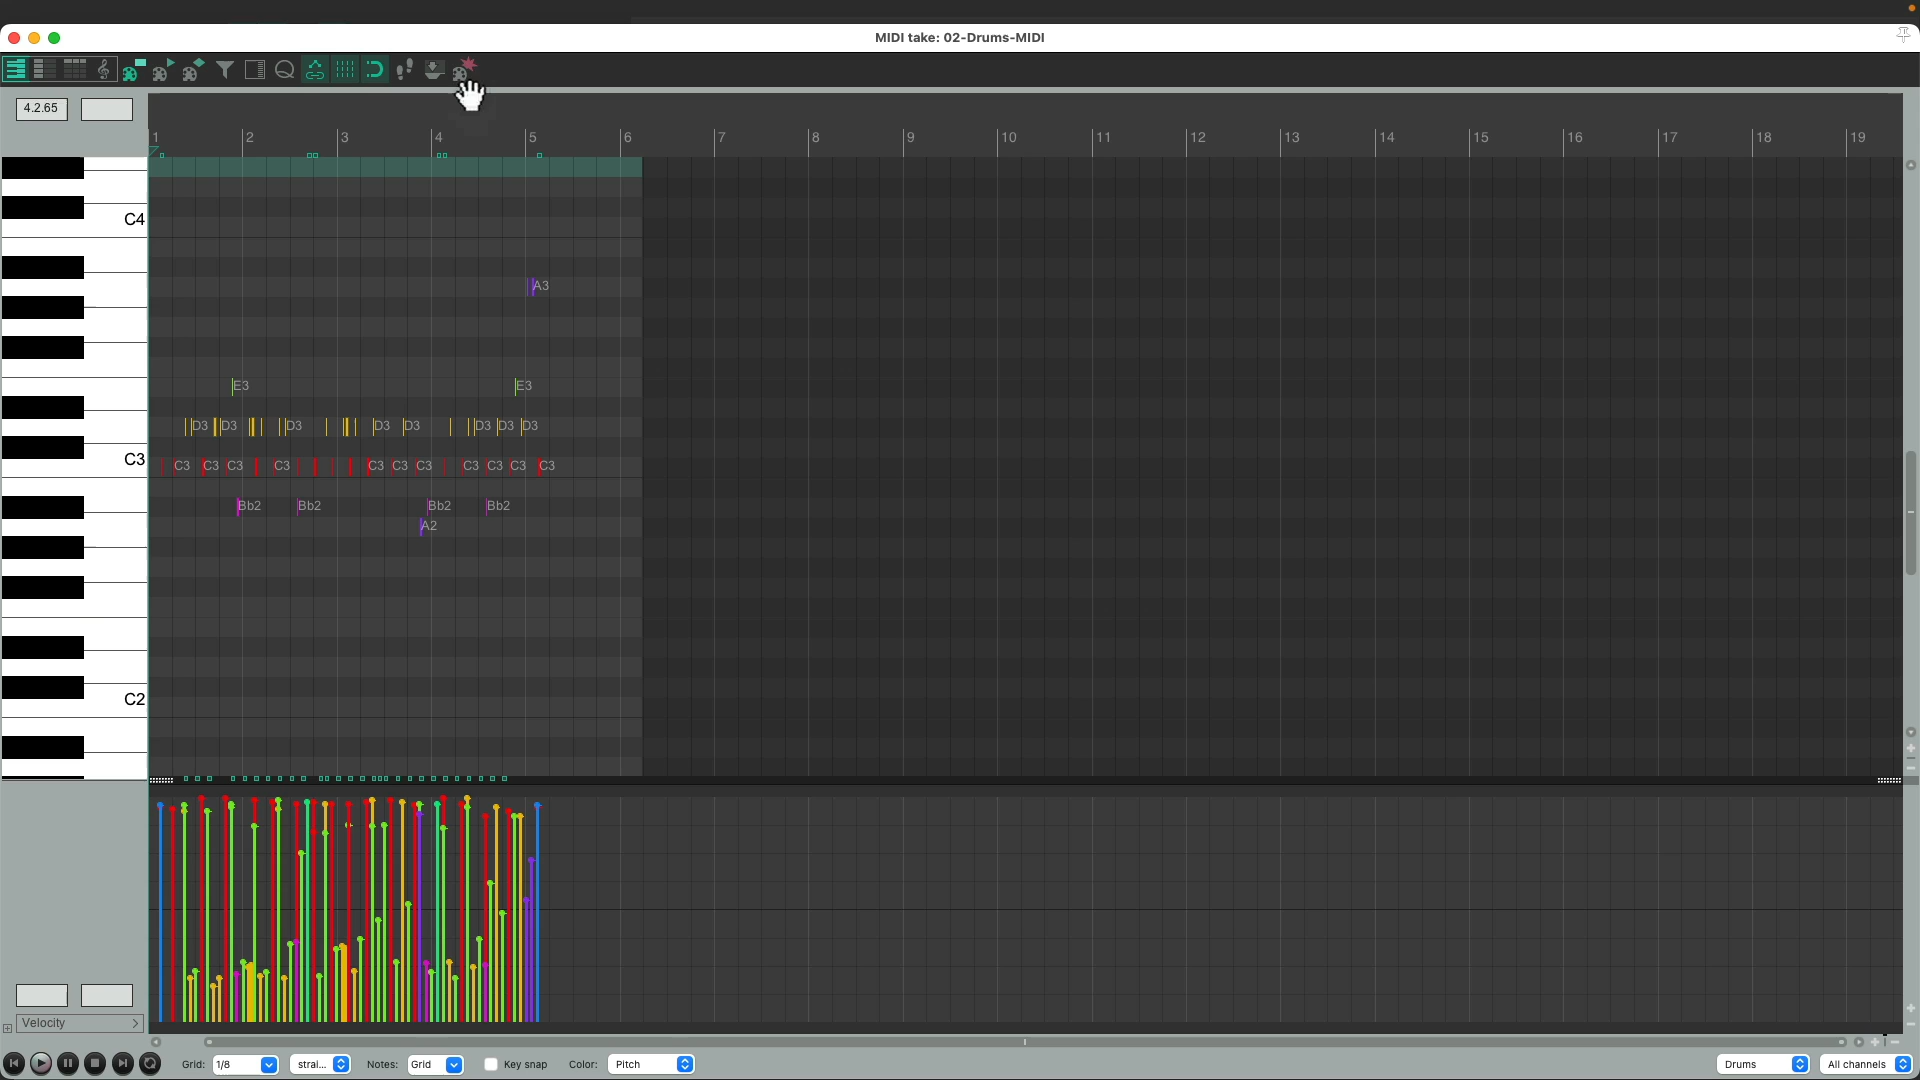 MIDI take: 02-Drums-MIDI
4.2.65
1 2 3 4 5 6 7 8 9 10 11 12 13 14 15 16 17 18 19
C4
A3
E3 E3
D3 D3 D3 D3 D3 D3 D3 D3
C3
C3 C3 C3 C3 C3 C3 C3 C3 C3 C3 C3
Bb2 Bb2 Bb2 Bb2
A2
C2
Velocity >
Grid: 1/8 strai... Notes: Grid Key snap Color: Pitch Drums All channels